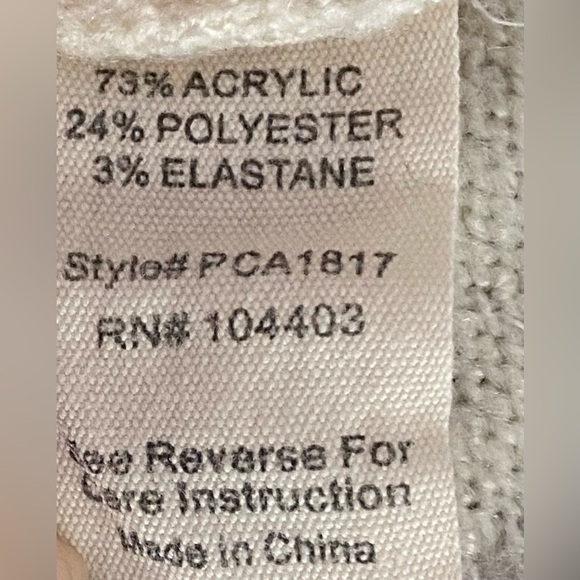 73% ACRYLIC
24% POLYESTER
3% ELASTANE
Style# PCA1817
RN# 104403
See Reverse For
Care Instruction
Made in China